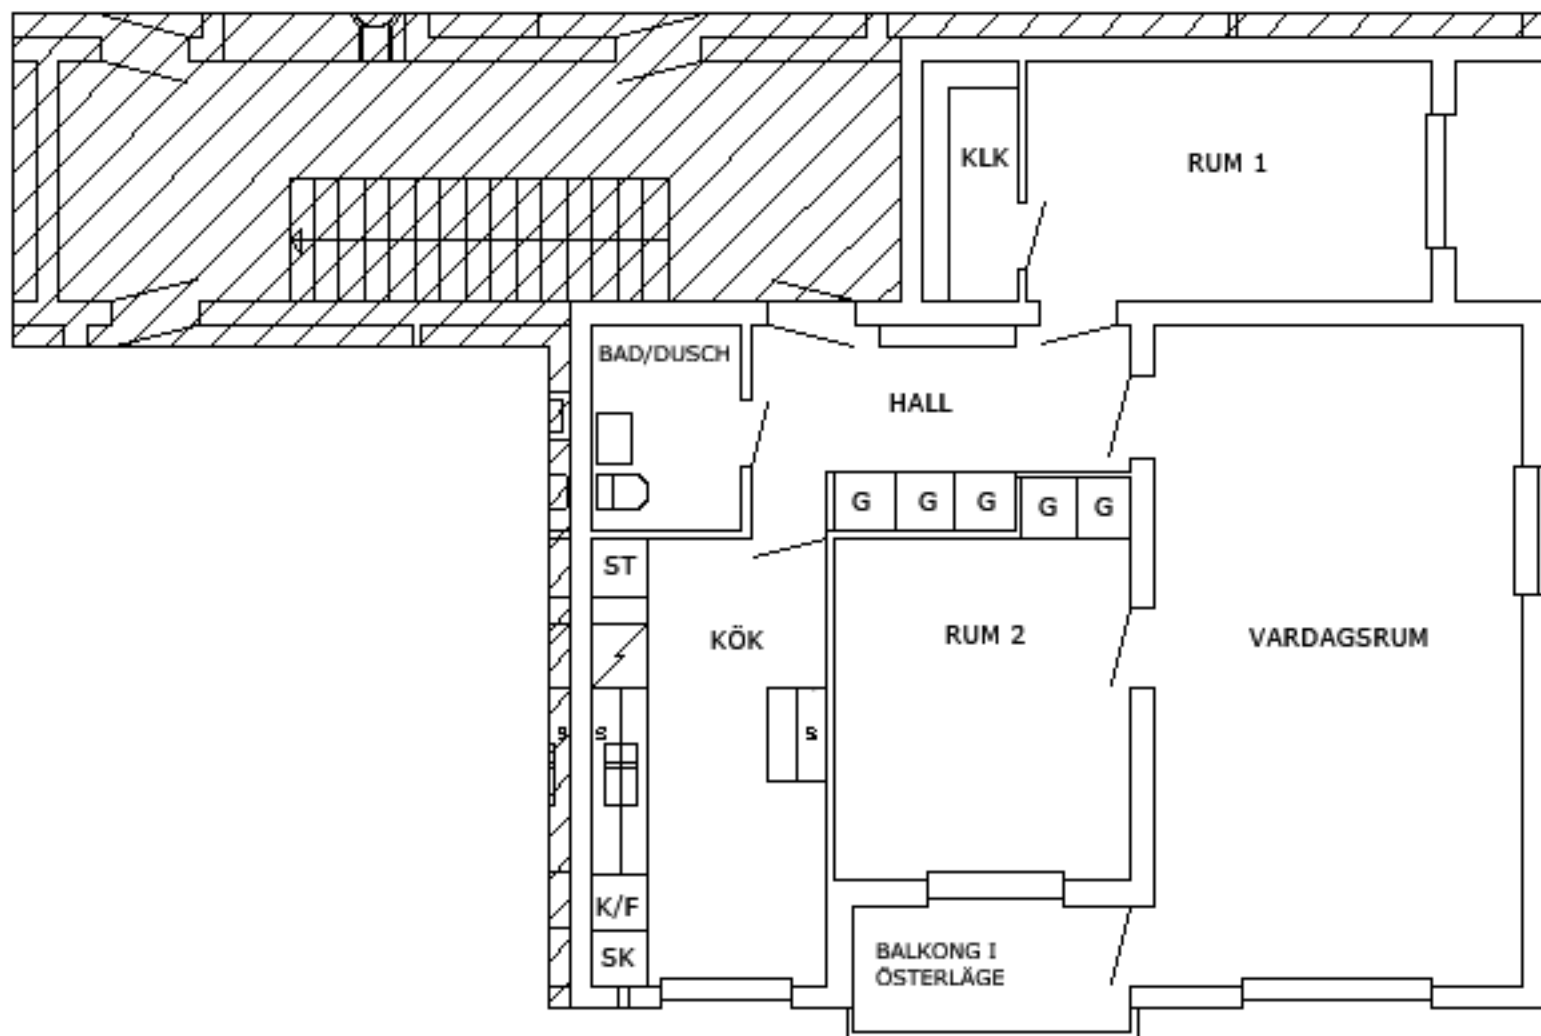 KLK
RUM 1
BAD/DUSCH
HALL
G G G G G
ST
KÖK
RUM 2
VARDAGSRUM
s s s
K/F
SK
BALKONG I
ÖSTERLÄGE